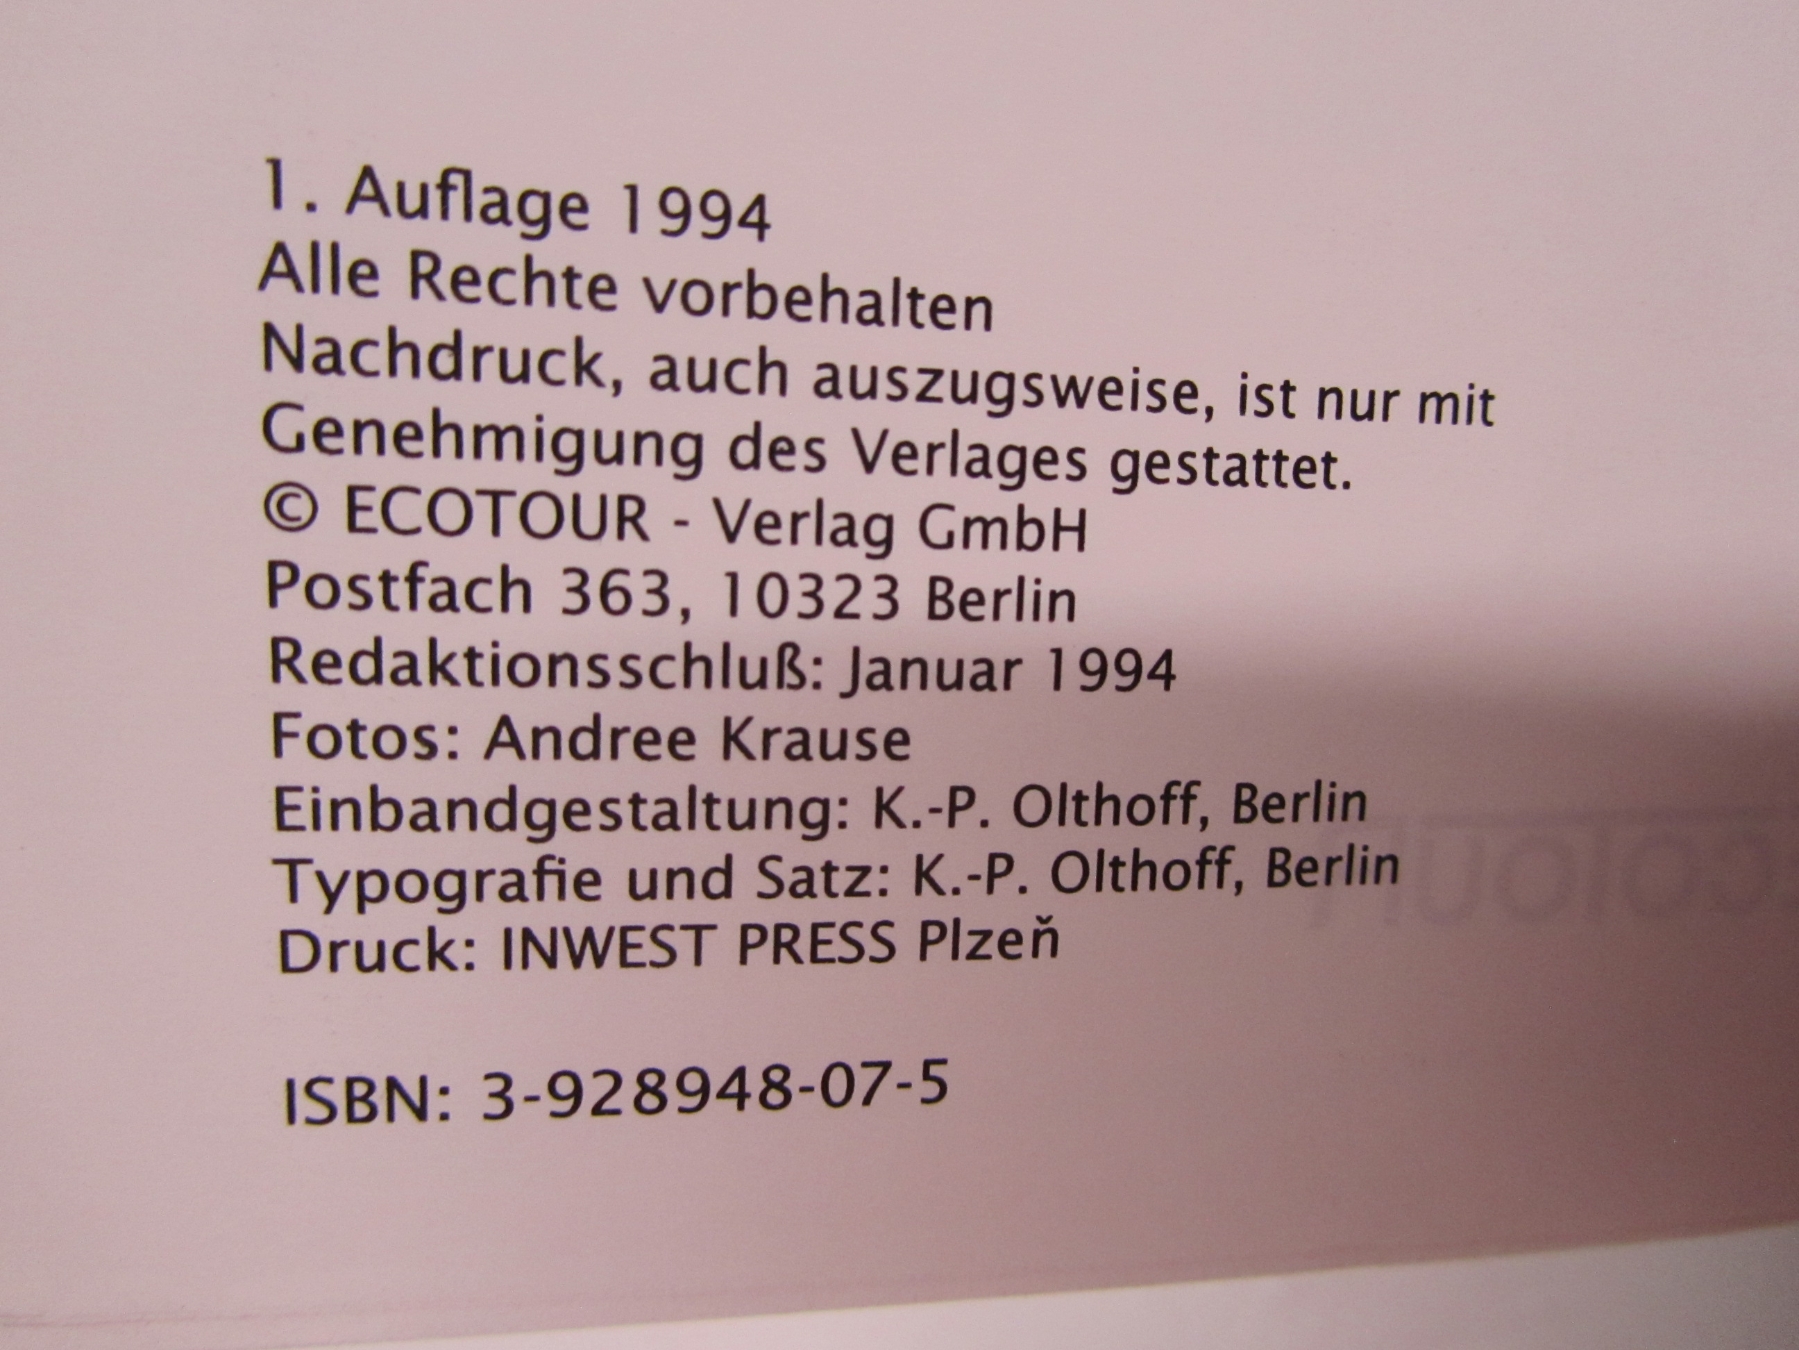 1. Auflage 1994
Alle Rechte vorbehalten
Nachdruck, auch auszugsweise, ist nur mit
Genehmigung des Verlages gestattet.
© ECOTOUR - Verlag GmbH
Postfach 363, 10323 Berlin
Redaktionsschluß: Januar 1994
Fotos: Andree Krause
Einbandgestaltung: K.-P. Olthoff, Berlin
Typografie und Satz: K.-P. Olthoff, Berlin
Druck: INWEST PRESS Plzeň
ISBN: 3-928948-07-5